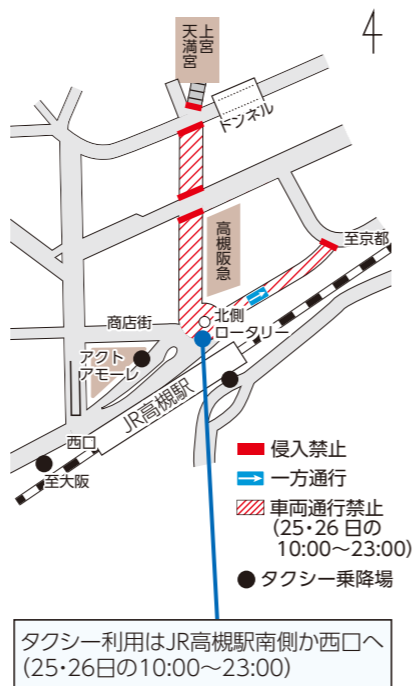 上宮
天満宮
トンネル
高槻阪急
至京都
北側
ロータリー
商店街
アクト
アモーレ
JR高槻駅
西口
至大阪
侵入禁止
一方通行
車両通行禁止
(25・26日の
10:00〜23:00)
タクシー乗降場
タクシー利用はJR高槻駅南側か西口へ
(25・26日の10:00〜23:00)